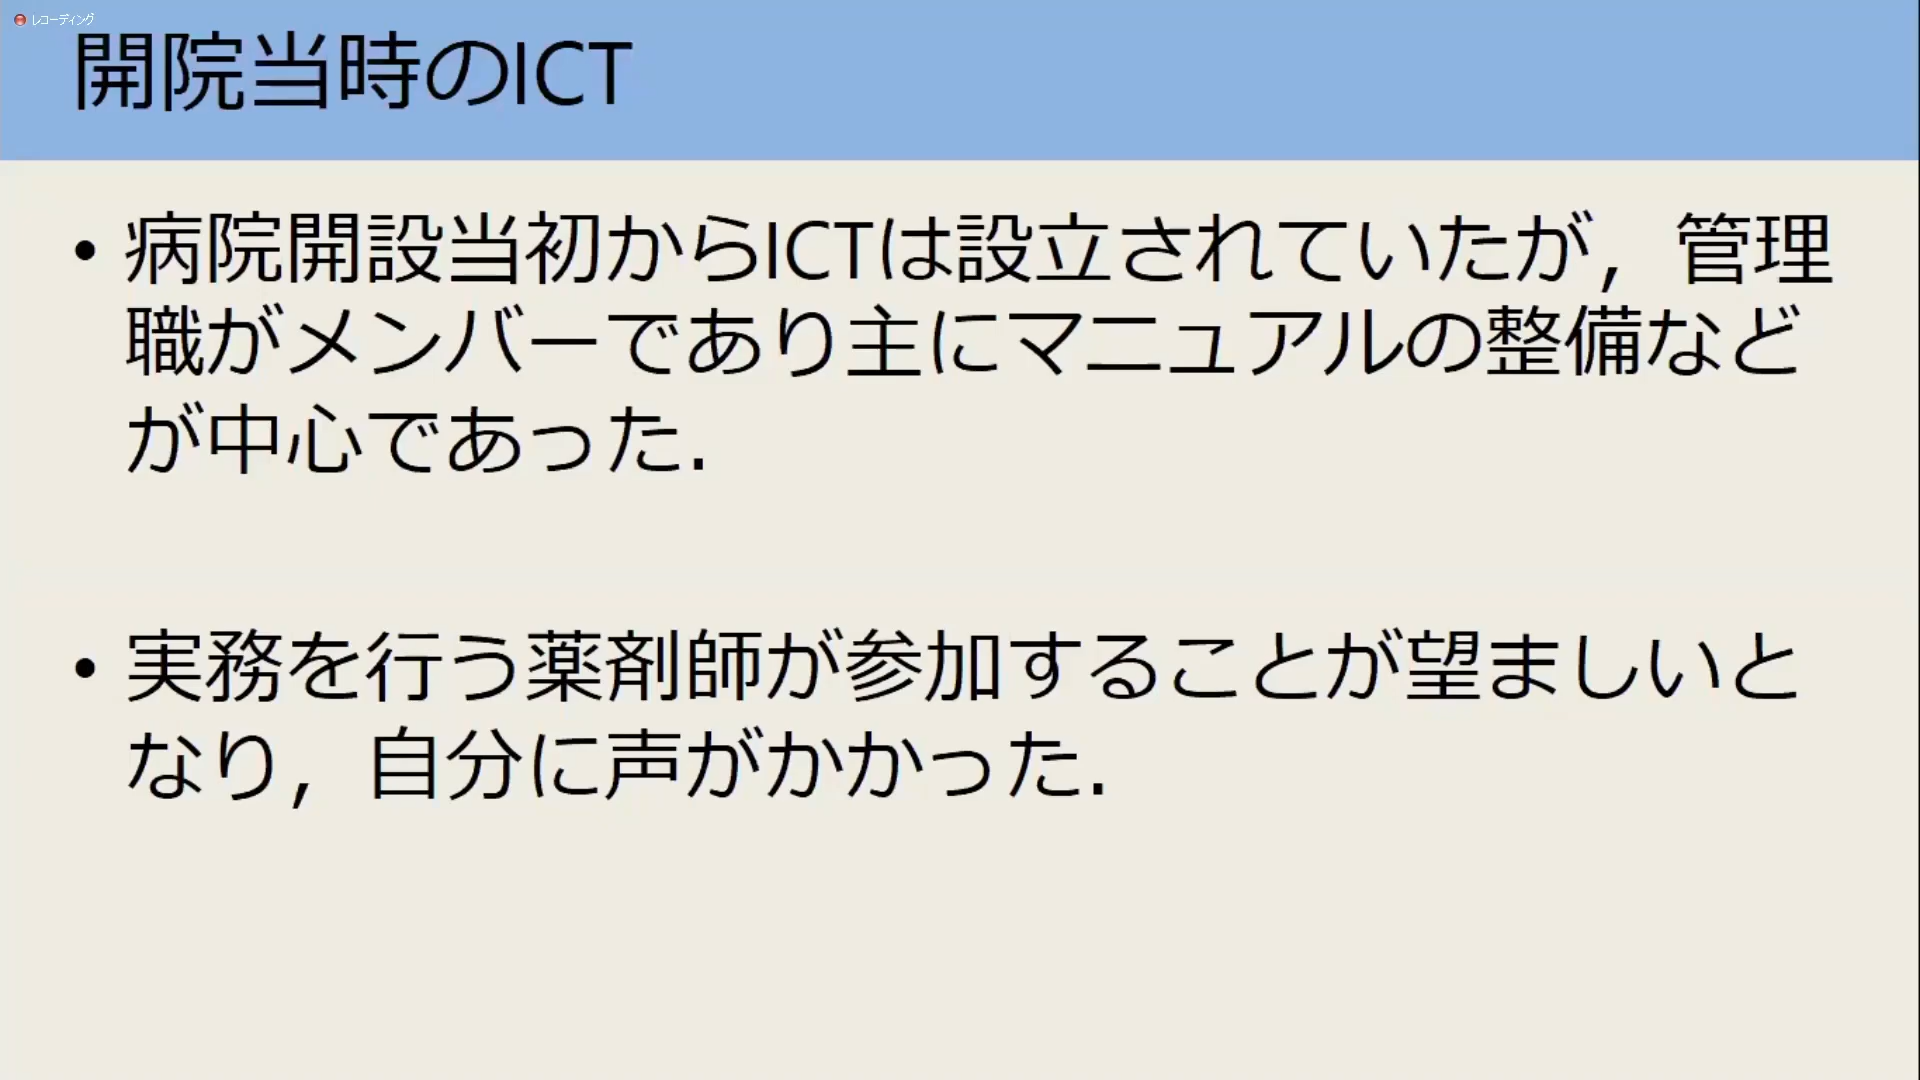 レコーディング
開院当時のICT
• 病院開設当初からICTは設立されていたが，管理
職がメンバーであり主にマニュアルの整備など
が中心であった．
• 実務を行う薬剤師が参加することが望ましいと
なり，自分に声がかかった．